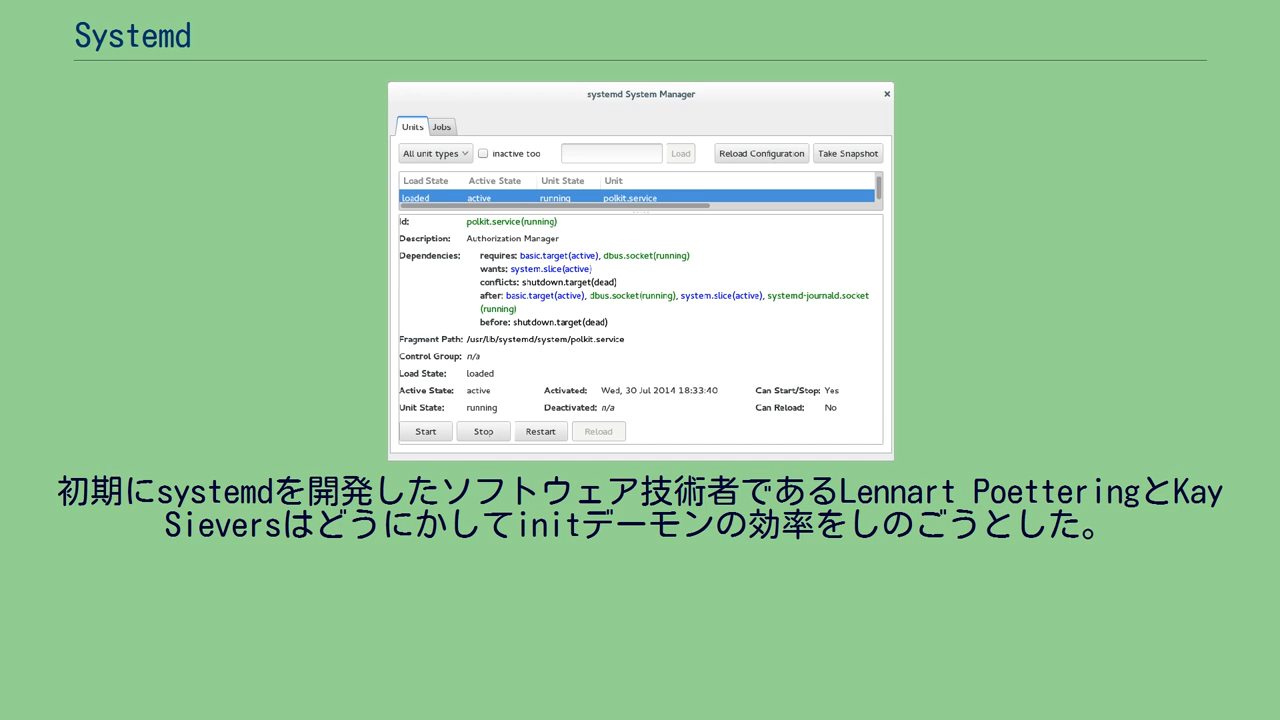 Systemd
systemd System Manager ×
Units Jobs
All unit types inactive too Load Reload Configuration Take Snapshot
Load State Active State Unit State Unit
loaded active running polkit.service
Id: polkit.service(running)
Description: Authorization Manager
Dependencies: requires: basic.target(active), dbus.socket(running)
wants: system.slice(active)
conflicts: shutdown.target(dead)
after: basic.target(active), dbus.socket(running), system.slice(active), systemd-journald.socket
(running)
before: shutdown.target(dead)
Fragment Path: /usr/lib/systemd/system/polkit.service
Control Group: n/a
Load State: loaded
Active State: active Activated: Wed, 30 Jul 2014 18:33:40 Can Start/Stop: Yes
Unit State: running Deactivated: n/a Can Reload: No
Start Stop Restart Reload
初期にsystemdを開発したソフトウェア技術者であるLennart PoetteringとKay
Sieversはどうにかしてinitデーモンの効率をしのごうとした。